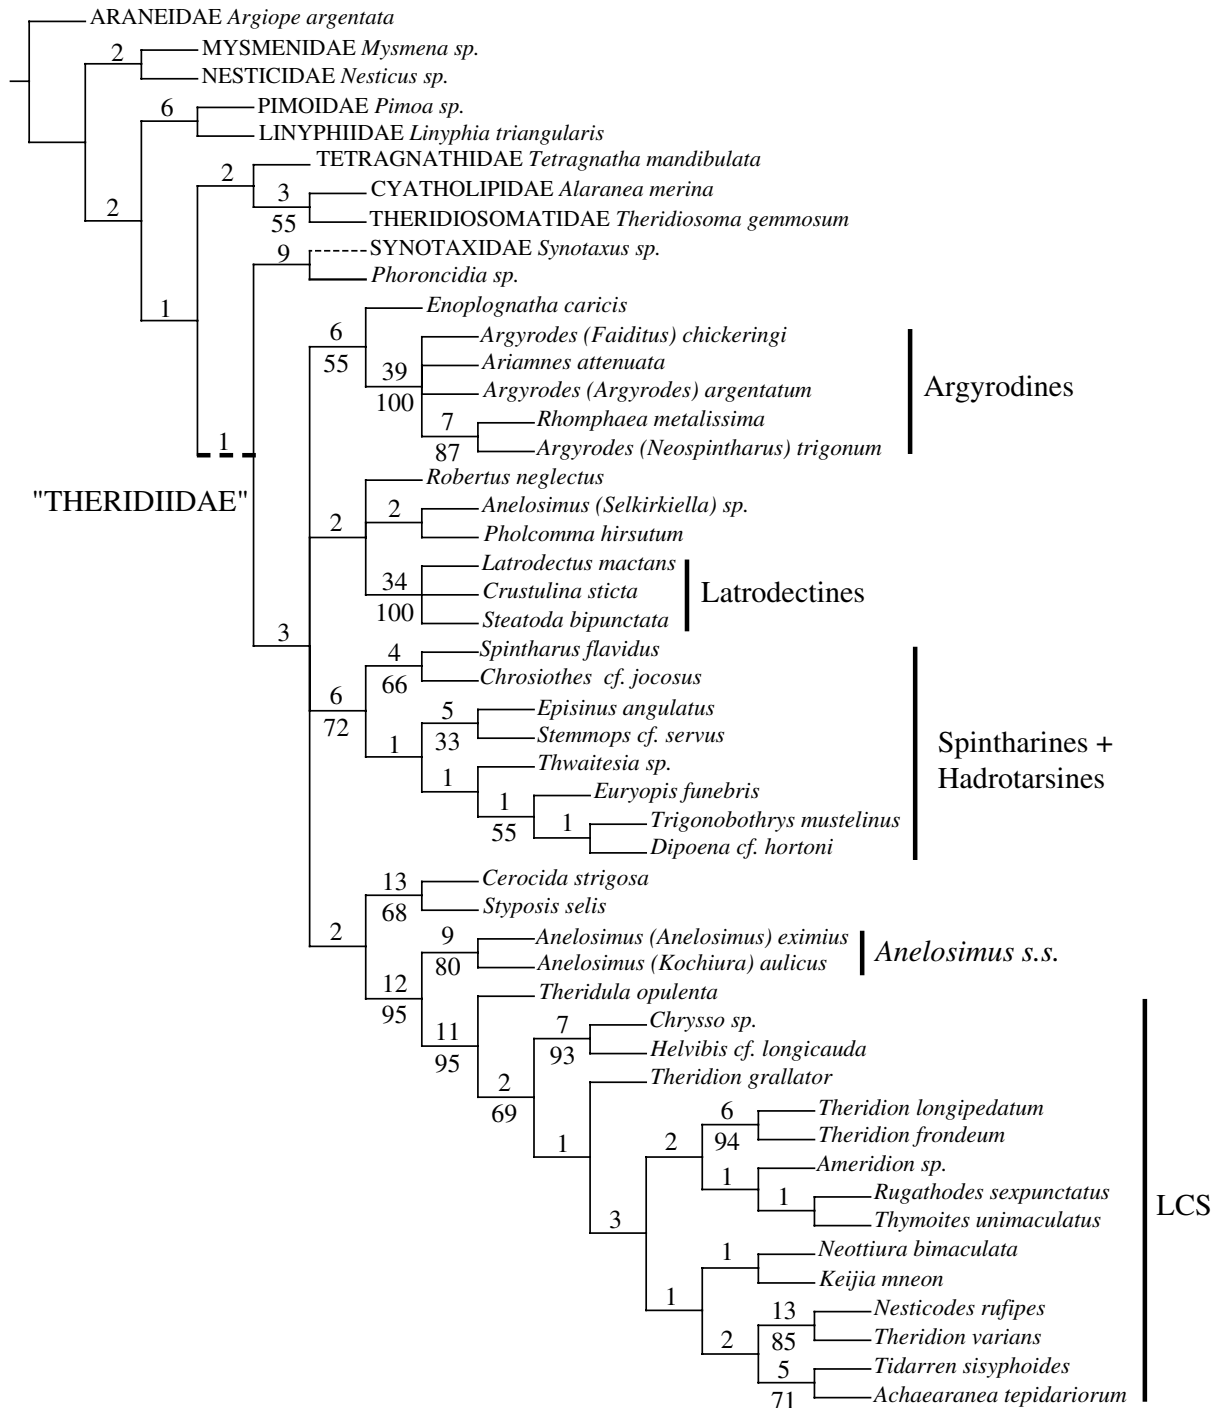 ARANEIDAE Argiope argentata
2
MYSMENIDAE Mysmena sp.
NESTICIDAE Nesticus sp.
6
PIMOIDAE Pimoa sp.
LINYPHIIDAE Linyphia triangularis
2
TETRAGNATHIDAE Tetragnatha mandibulata
2
3
CYATHOLIPIDAE Alaranea merina
55
THERIDIOSOMATIDAE Theridiosoma gemmosum
9
SYNOTAXIDAE Synotaxus sp.
Phoroncidia sp.
1
Enoplognatha caricis
6
55
Argyrodes (Faiditus) chickeringi
Ariamnes attenuata
39
100
Argyrodes (Argyrodes) argentatum
Argyrodines
7
87
Rhomphaea metalissima
Argyrodes (Neospintharus) trigonum
1
"THERIDIIDAE"
Robertus neglectus
2
2
Anelosimus (Selkirkiella) sp.
Pholcomma hirsutum
Latrodectus mactans
34
100
Crustulina sticta
Latrodectines
Steatoda bipunctata
3
4
66
Spintharus flavidus
Chrosiothes cf. jocosus
6
72
5
33
Episinus angulatus
Stemmops cf. servus
1
Spintharines +
Hadrotarsines
1
Thwaitesia sp.
1
55
Euryopis funebris
1
Trigonobothrys mustelinus
Dipoena cf. hortoni
13
68
Cerocida strigosa
Styposis selis
2
9
80
Anelosimus (Anelosimus) eximius
Anelosimus (Kochiura) aulicus
Anelosimus s.s.
12
95
Theridula opulenta
11
95
7
93
Chrysso sp.
Helvibis cf. longicauda
2
69
Theridion grallator
1
6
94
Theridion longipedatum
Theridion frondeum
2
1
Ameridion sp.
1
Rugathodes sexpunctatus
Thymoites unimaculatus
LCS
3
1
Neottiura bimaculata
Keijia mneon
1
13
85
Nesticodes rufipes
Theridion varians
2
5
71
Tidarren sisyphoides
Achaearanea tepidariorum